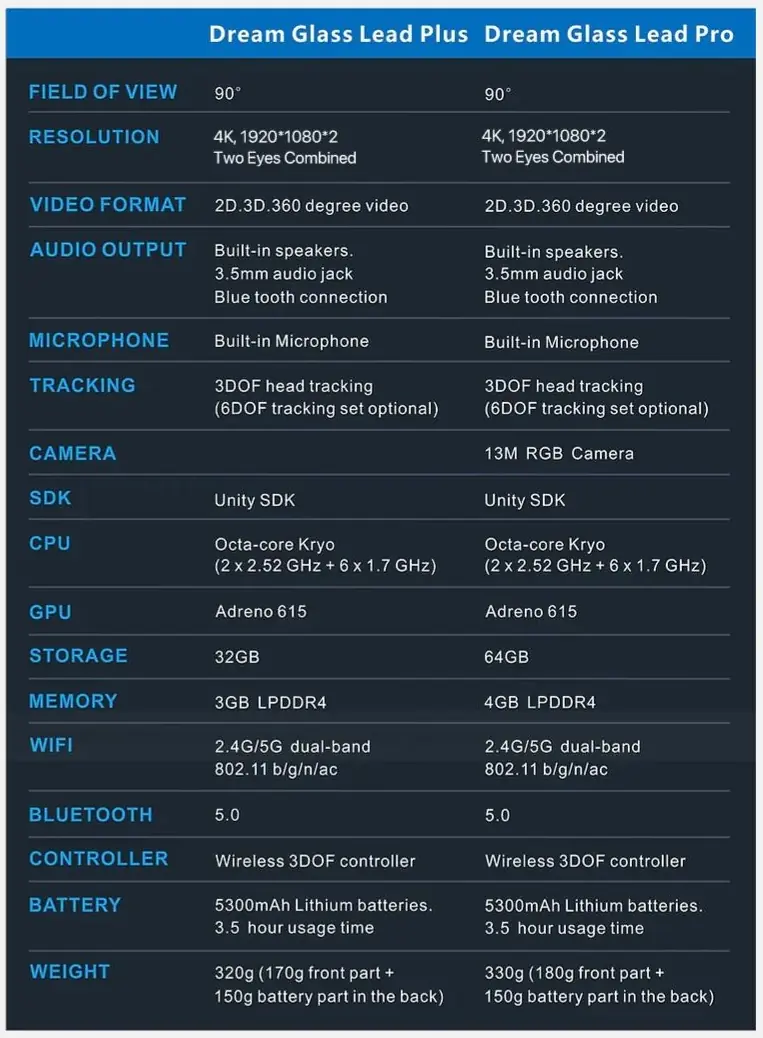 Dream Glass Lead Plus Dream Glass Lead Pro
FIELD OF VIEW 90° 90°
RESOLUTION 4K, 1920*1080*2 4K, 1920*1080*2
Two Eyes Combined Two Eyes Combined
VIDEO FORMAT 2D.3D.360 degree video 2D.3D.360 degree video
AUDIO OUTPUT Built-in speakers. Built-in speakers.
3.5mm audio jack 3.5mm audio jack
Blue tooth connection Blue tooth connection
MICROPHONE Built-in Microphone Built-in Microphone
TRACKING 3DOF head tracking 3DOF head tracking
(6DOF tracking set optional) (6DOF tracking set optional)
CAMERA 13M RGB Camera
SDK Unity SDK Unity SDK
CPU Octa-core Kryo Octa-core Kryo
(2 x 2.52 GHz + 6 x 1.7 GHz) (2 x 2.52 GHz + 6 x 1.7 GHz)
GPU Adreno 615 Adreno 615
STORAGE 32GB 64GB
MEMORY 3GB LPDDR4 4GB LPDDR4
WIFI 2.4G/5G dual-band 2.4G/5G dual-band
802.11 b/g/n/ac 802.11 b/g/n/ac
BLUETOOTH 5.0 5.0
CONTROLLER Wireless 3DOF controller Wireless 3DOF controller
BATTERY 5300mAh Lithium batteries. 5300mAh Lithium batteries.
3.5 hour usage time 3.5 hour usage time
WEIGHT 320g (170g front part + 330g (180g front part +
150g battery part in the back) 150g battery part in the back)